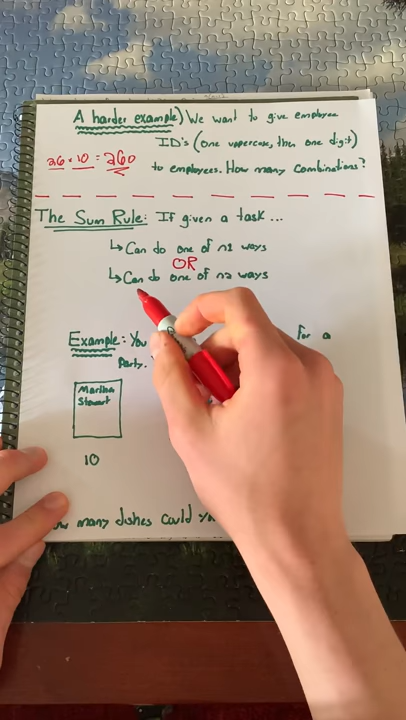 A harder example) We want to give employee
ID's (one uppercase, then one digit)
26 × 10 = 260
to employees. How many combinations?
The Sum Rule: If given a task...
↳ Can do one of n1 ways
OR
↳ Can do one of n2 ways
Example: You for a
Party.
Martha
Stewart
10
many dishes could